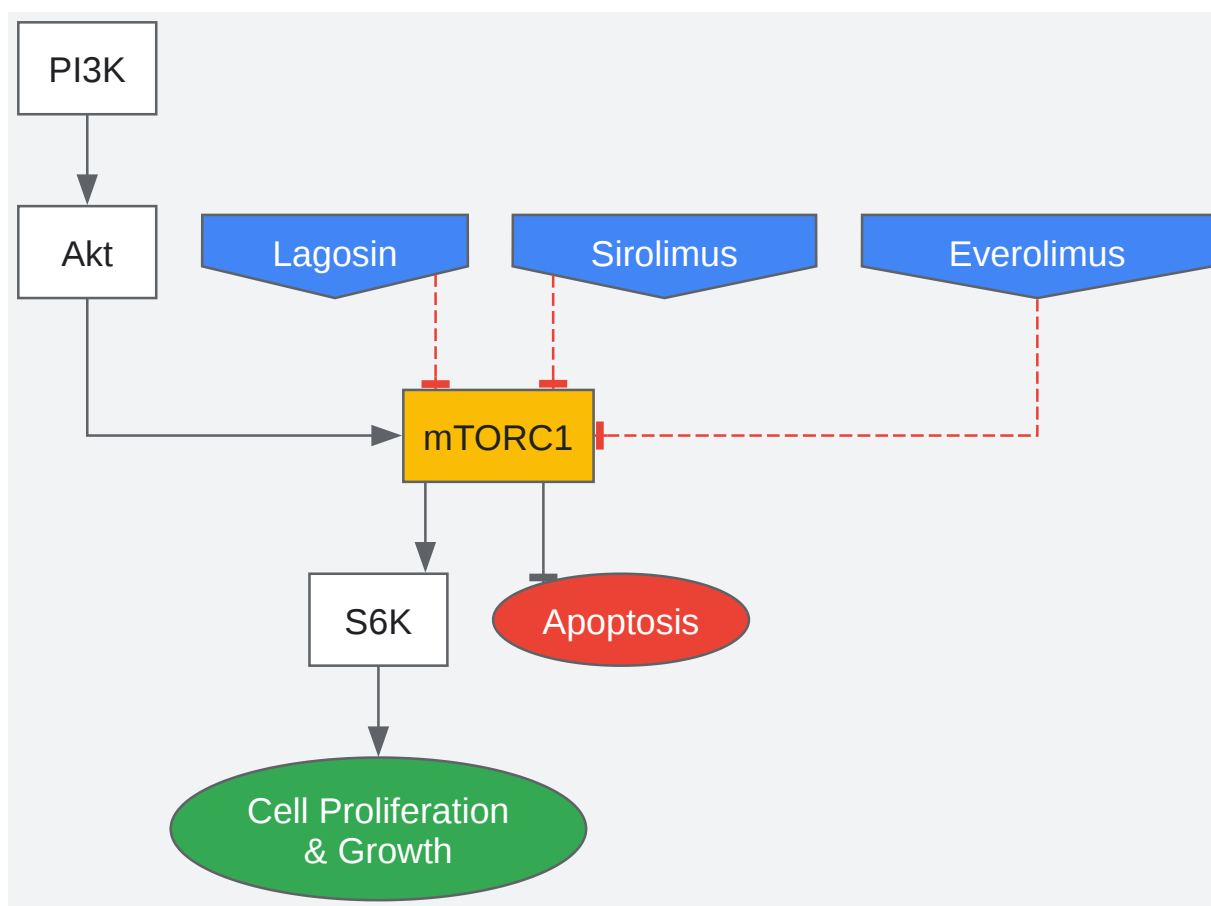 PI3K
Akt
Lagosin
Sirolimus
Everolimus
mTORC1
S6K
Apoptosis
Cell Proliferation
& Growth